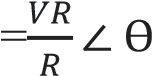 = VR / R ∠ Θ